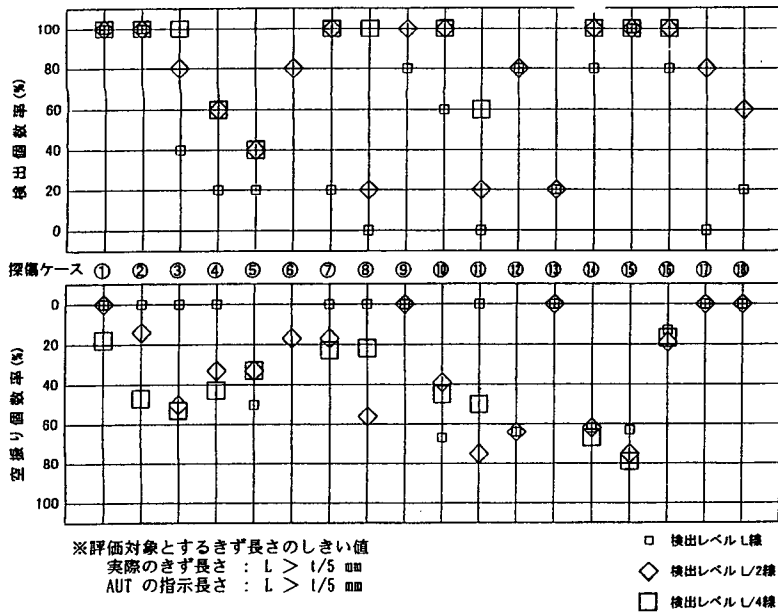 検出個数率(%)
100
80
60
40
20
0
探傷ケース ① ② ③ ④ ⑤ ⑥ ⑦ ⑧ ⑨ ⑩ ⑪ ⑫ ⑬ ⑭ ⑮ ⑯ ⑰ ⑱
空振り個数率(%)
0
20
40
60
80
100
※評価対象とするきず長さのしきい値
実際のきず長さ : L > t/5 mm
AUT の指示長さ : L > t/5 mm
検出レベル L線
検出レベル L/2線
検出レベル L/4線